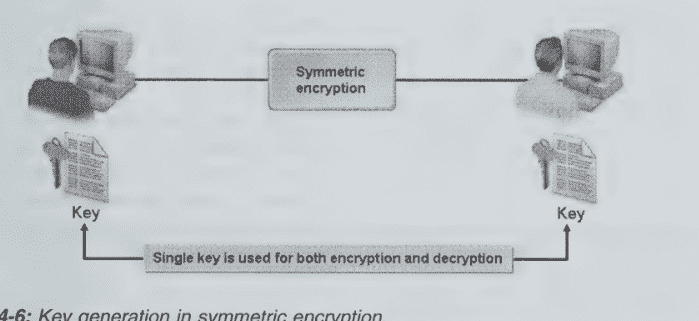 Symmetric
encryption
Key
Key
Single key is used for both encryption and decryption
4-6: Key generation in symmetric encryption